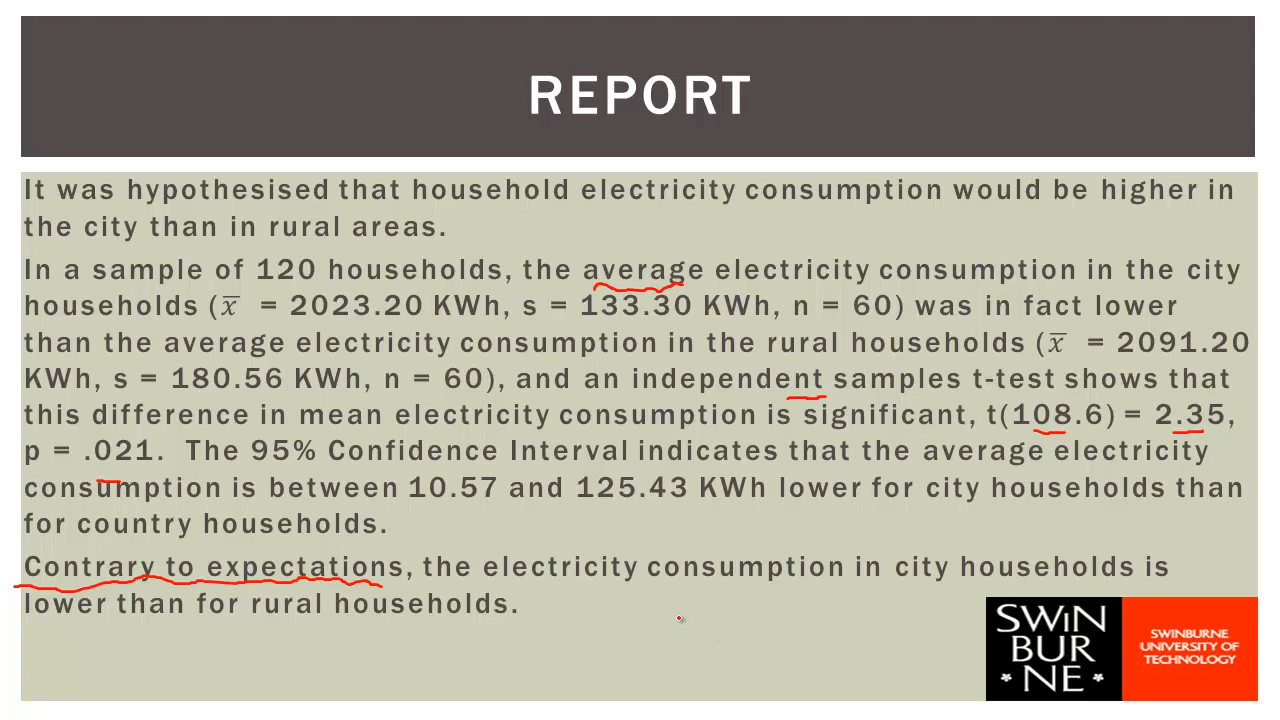 REPORT
It was hypothesised that household electricity consumption would be higher in
the city than in rural areas.
In a sample of 120 households, the average electricity consumption in the city
households (x̅ = 2023.20 KWh, s = 133.30 KWh, n = 60) was in fact lower
than the average electricity consumption in the rural households (x̅ = 2091.20
KWh, s = 180.56 KWh, n = 60), and an independent samples t-test shows that
this difference in mean electricity consumption is significant, t(108.6) = 2.35,
p = .021. The 95% Confidence Interval indicates that the average electricity
consumption is between 10.57 and 125.43 KWh lower for city households than
for country households.
Contrary to expectations, the electricity consumption in city households is
lower than for rural households.
SWiN
BUR
* NE *
SWINBURNE
UNIVERSITY OF
TECHNOLOGY